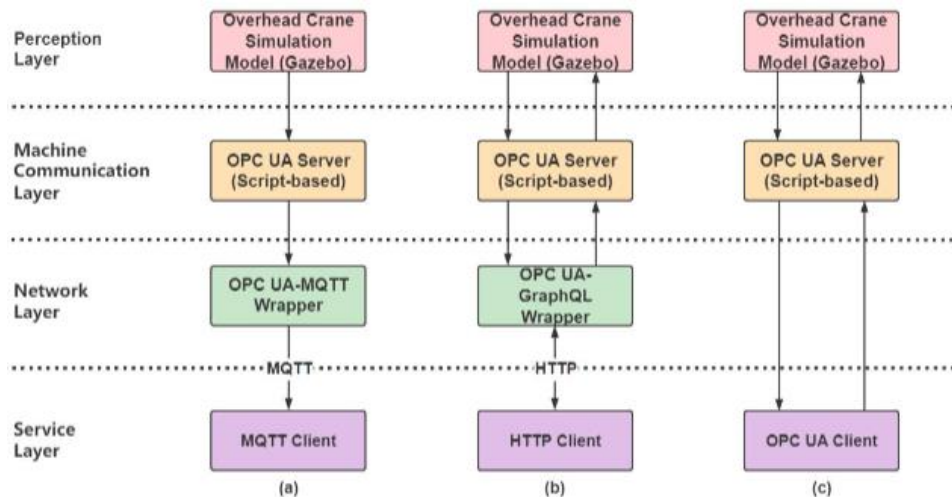 Perception
Layer
Overhead Crane
Simulation
Model (Gazebo)
Overhead Crane
Simulation
Model (Gazebo)
Overhead Crane
Simulation
Model (Gazebo)
Machine
Communication
Layer
OPC UA Server
(Script-based)
OPC UA Server
(Script-based)
OPC UA Server
(Script-based)
Network
Layer
OPC UA-MQTT
Wrapper
OPC UA-
GraphQL
Wrapper
MQTT
HTTP
Service
Layer
MQTT Client
HTTP Client
OPC UA Client
(a)
(b)
(c)